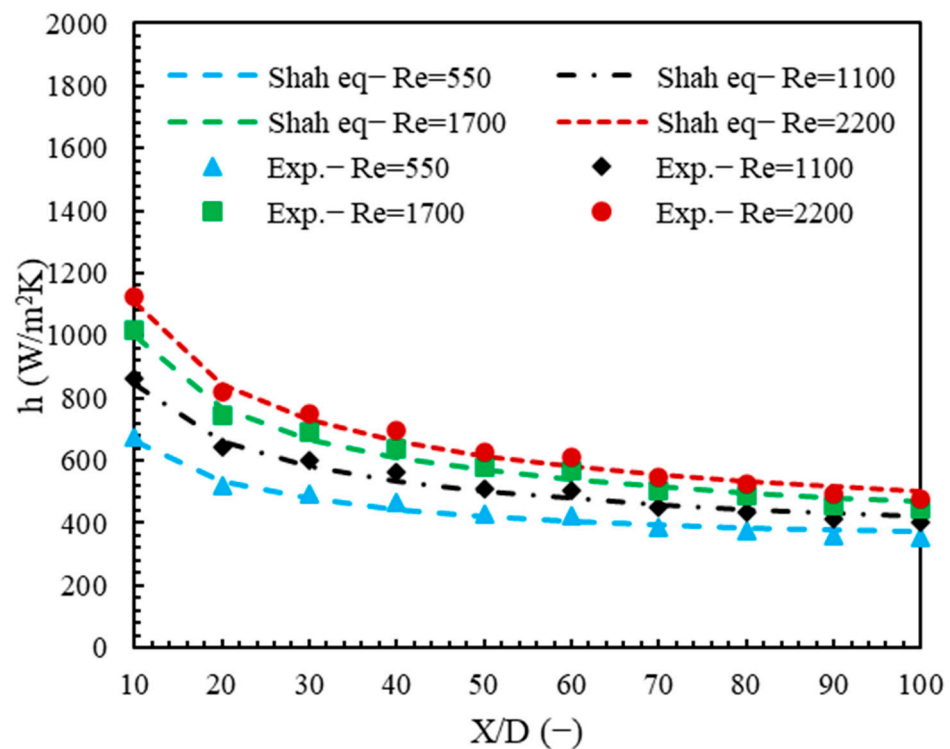 2000
1800
1600
1400
1200
1000
800
600
400
200
0
h (W/m²K)
Shah eq− Re=550
Shah eq− Re=1100
Shah eq− Re=1700
Shah eq− Re=2200
Exp.− Re=550
Exp.− Re=1100
Exp.− Re=1700
Exp.− Re=2200
10 20 30 40 50 60 70 80 90 100
X/D (−)